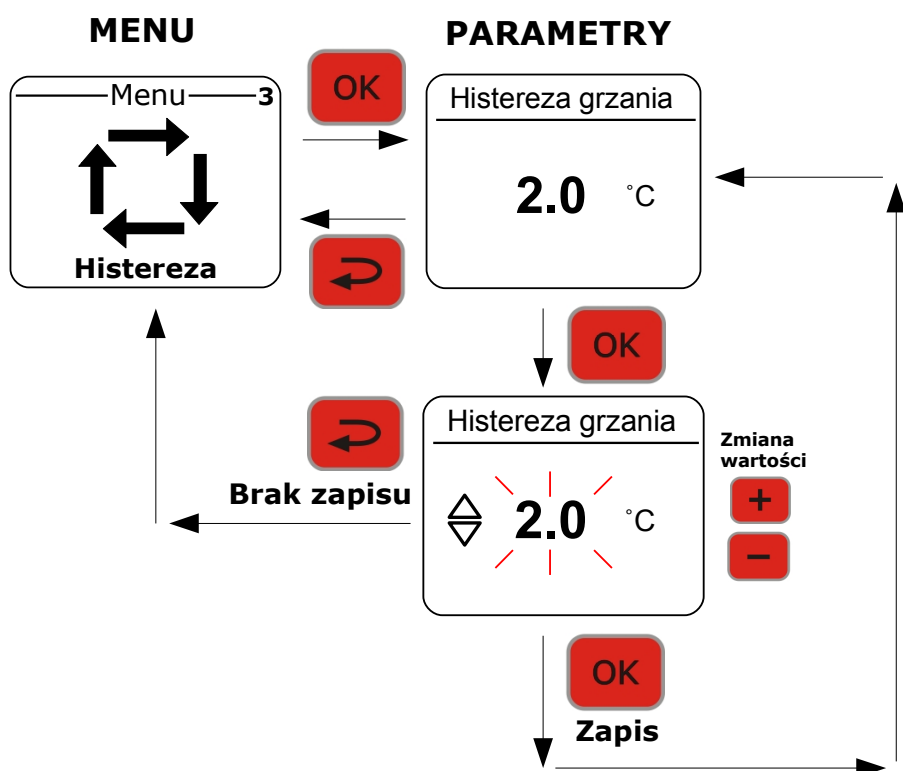 MENU
PARAMETRY
Menu
3
Histereza
OK
Histereza grzania
2.0 °C
OK
Histereza grzania
2.0 °C
Brak zapisu
Zmiana
wartości
+
−
OK
Zapis